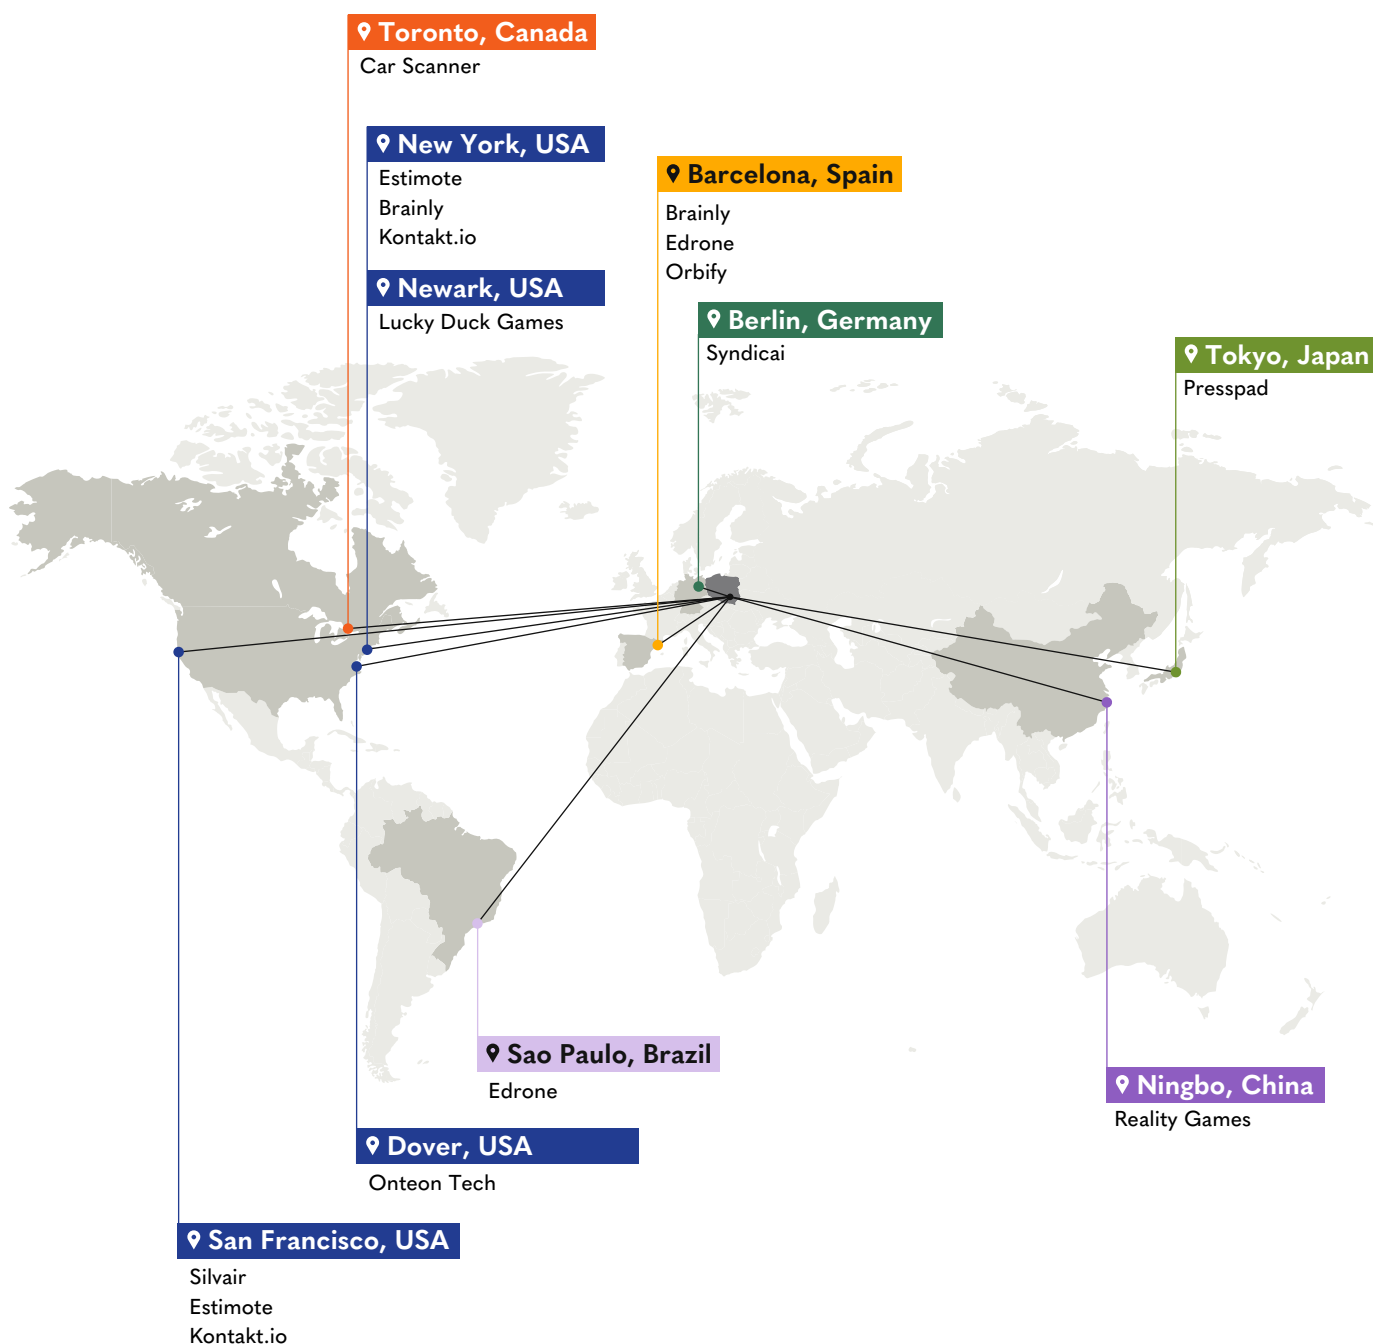 Toronto, Canada
Car Scanner
New York, USA
Estimote
Brainly
Kontakt.io
Newark, USA
Lucky Duck Games
Barcelona, Spain
Brainly
Edrone
Orbify
Berlin, Germany
Syndicai
Tokyo, Japan
Presspad
Sao Paulo, Brazil
Edrone
Ningbo, China
Reality Games
Dover, USA
Onteon Tech
San Francisco, USA
Silvair
Estimote
Kontakt.io